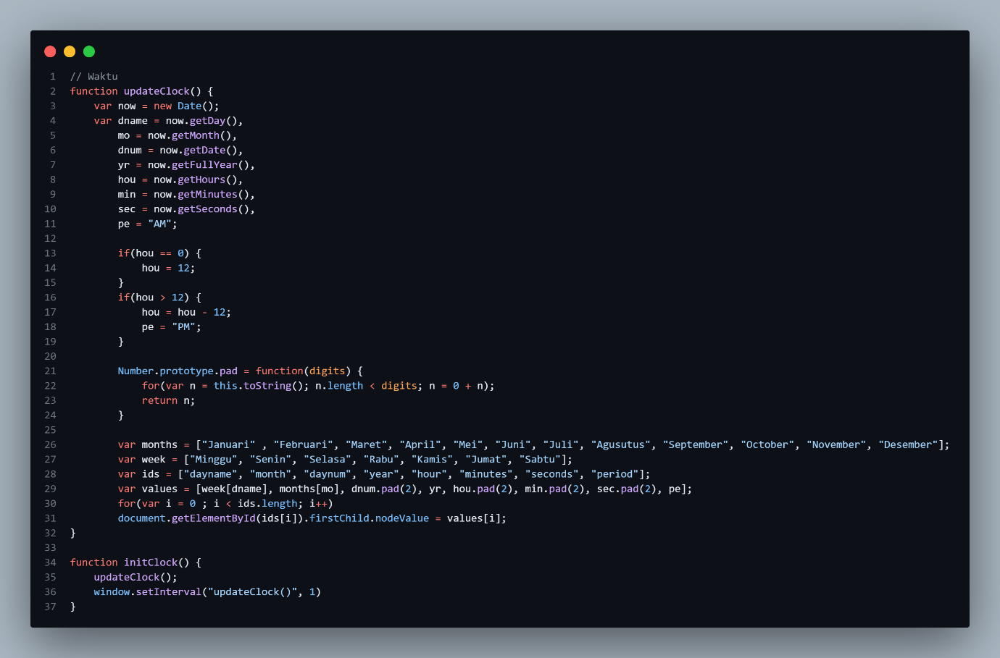 1 // Waktu
2 function updateClock() {
3     var now = new Date();
4     var dname = now.getDay(),
5         mo = now.getMonth(),
6         dnum = now.getDate(),
7         yr = now.getFullYear(),
8         hou = now.getHours(),
9         min = now.getMinutes(),
10         sec = now.getSeconds(),
11         pe = "AM";
12
13         if(hou == 0) {
14             hou = 12;
15         }
16         if(hou > 12) {
17             hou = hou - 12;
18             pe = "PM";
19         }
20
21         Number.prototype.pad = function(digits) {
22             for(var n = this.toString(); n.length < digits; n = 0 + n);
23             return n;
24         }
25
26         var months = ["Januari" , "Februari", "Maret", "April", "Mei", "Juni", "Juli", "Agusutus", "September", "October", "November", "Desember"];
27         var week = ["Minggu", "Senin", "Selasa", "Rabu", "Kamis", "Jumat", "Sabtu"];
28         var ids = ["dayname", "month", "daynum", "year", "hour", "minutes", "seconds", "period"];
29         var values = [week[dname], months[mo], dnum.pad(2), yr, hou.pad(2), min.pad(2), sec.pad(2), pe];
30         for(var i = 0 ; i < ids.length; i++)
31         document.getElementById(ids[i]).firstChild.nodeValue = values[i];
32 }
33
34 function initClock() {
35     updateClock();
36     window.setInterval("updateClock()", 1)
37 }